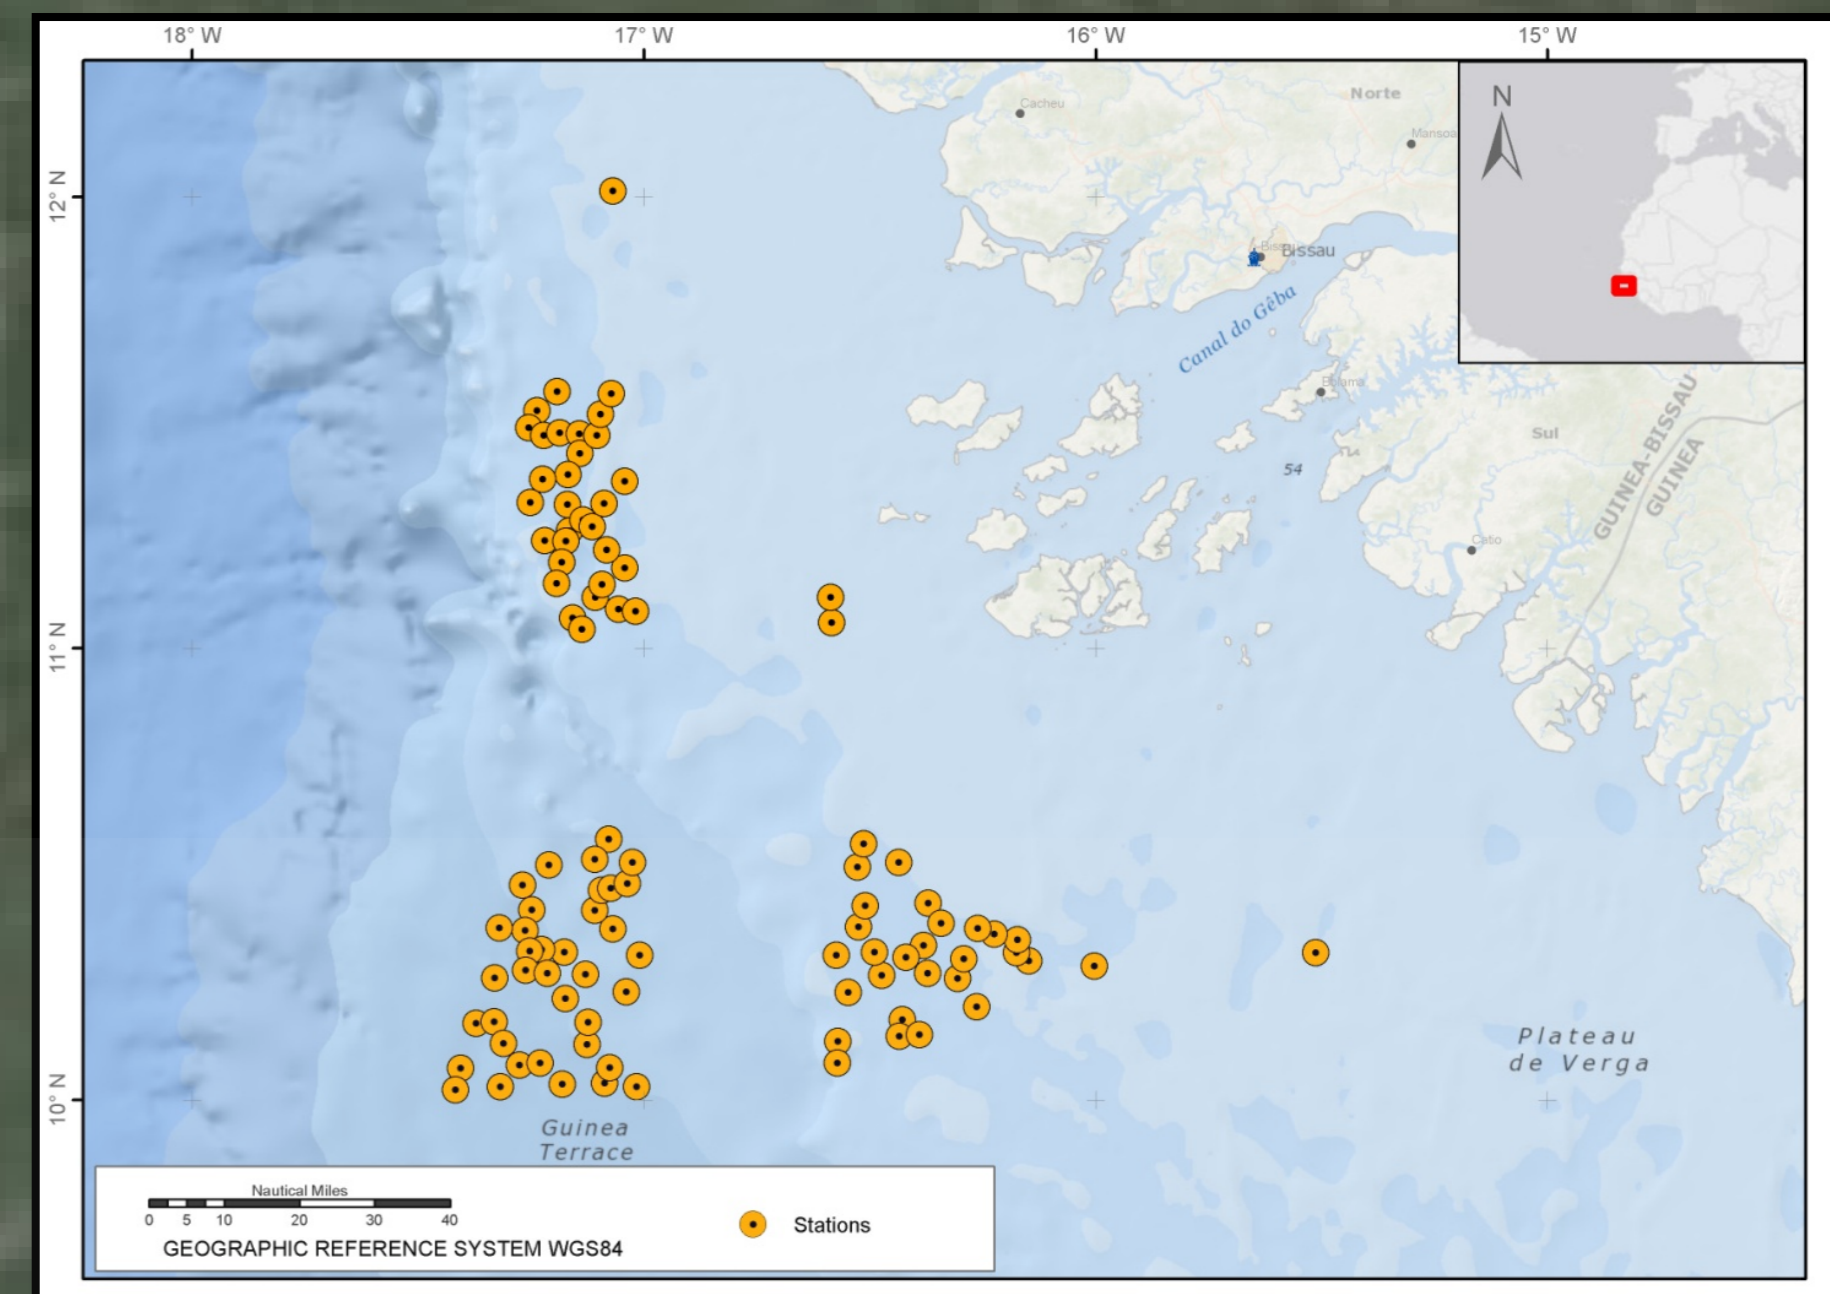 18° W
17° W
16° W
15° W
12° N
11° N
10° N
Norte
N
Cacheu
Mansoa
Bissau
Canal do Gêba
Bolama
54
Sul
GUINEA-BISSAU
GUINEA
Catio
Plateau
de Verga
Guinea
Terrace
Nautical Miles
0 5 10 20 30 40
GEOGRAPHIC REFERENCE SYSTEM WGS84
Stations